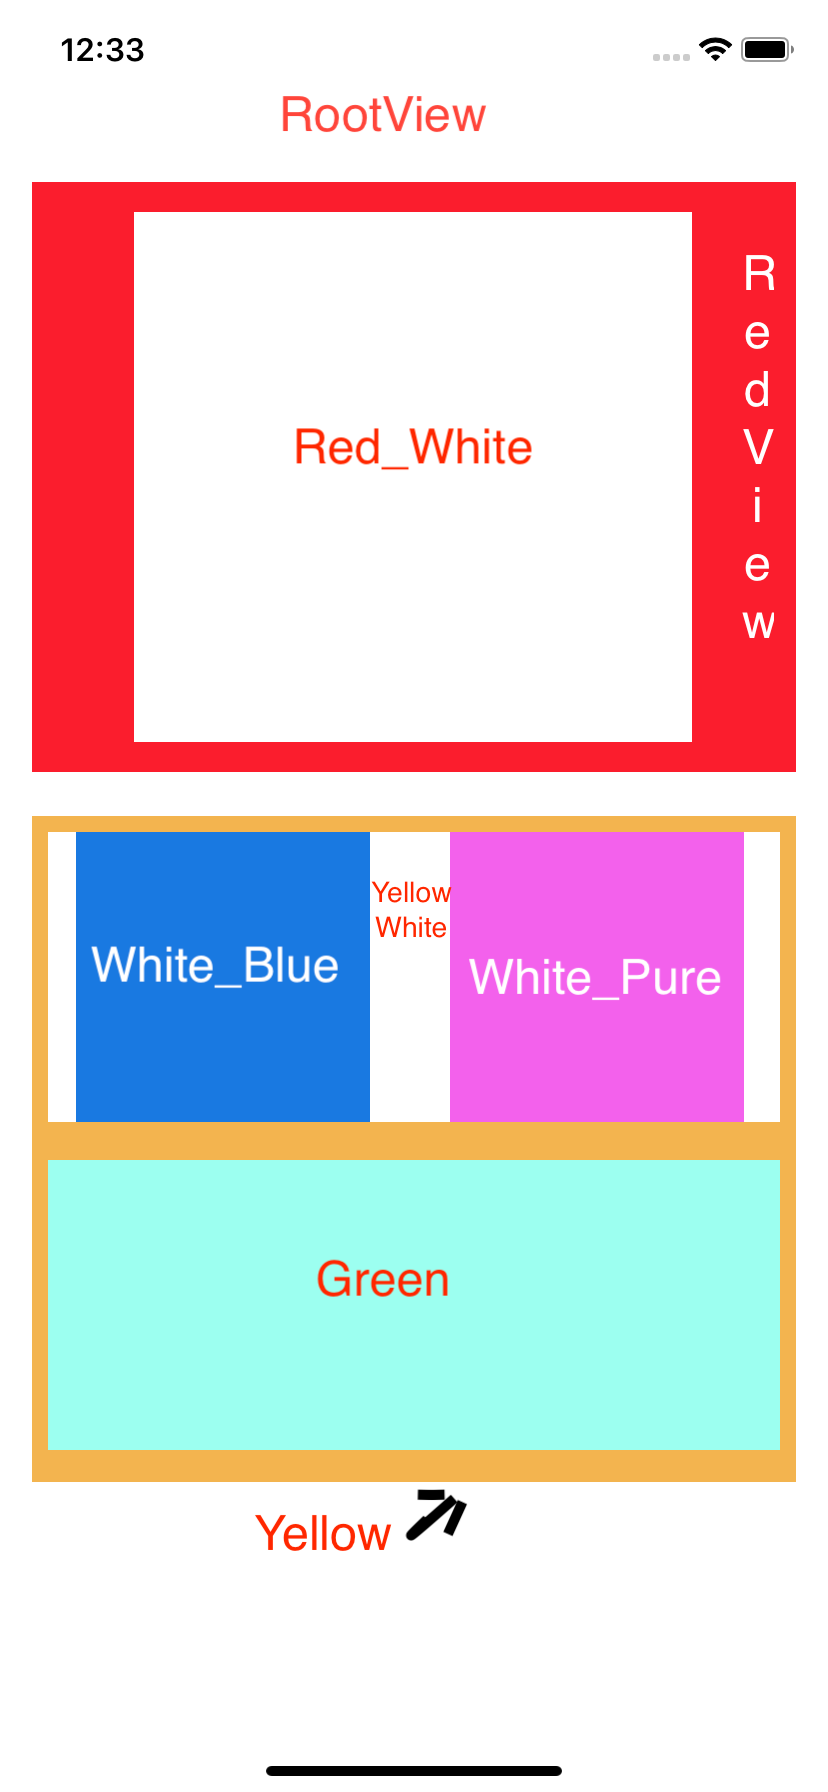 12:33
RootView
R
e
d
V
i
e
w
Red_White
Yellow
White
White_Blue
White_Pure
Green
Yellow